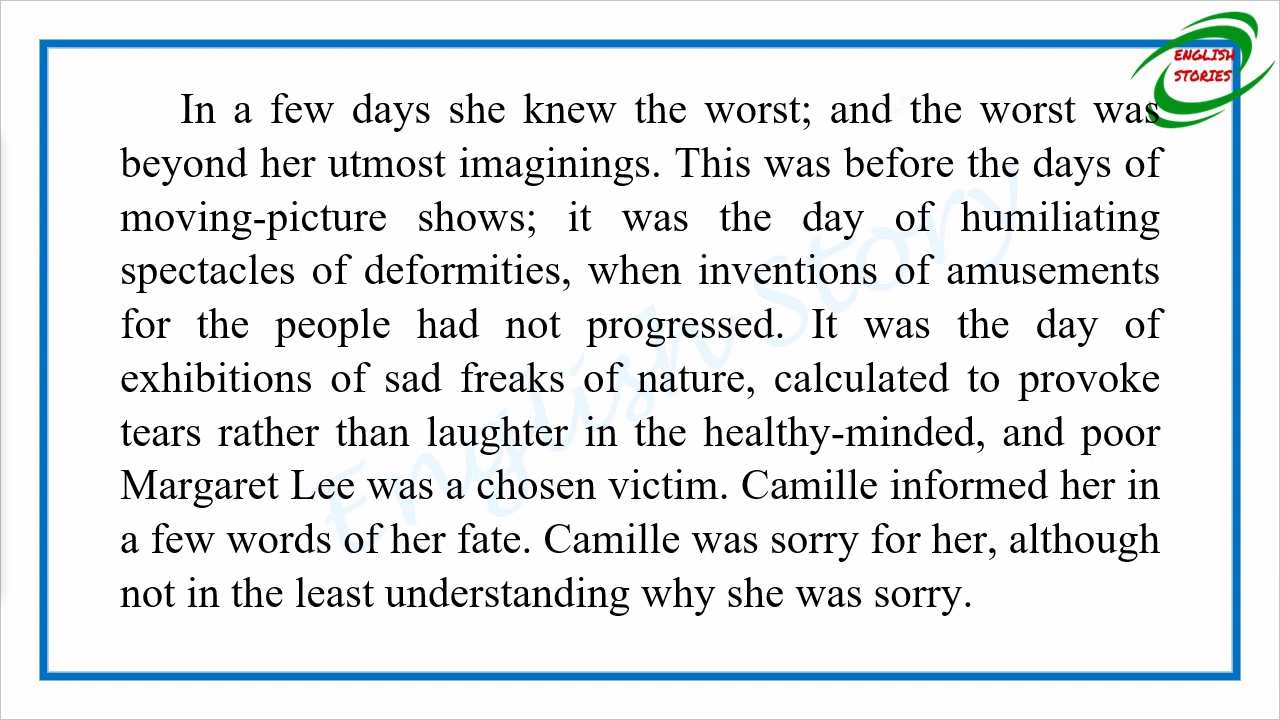 ENGLISH
STORIES
In a few days she knew the worst; and the worst was
beyond her utmost imaginings. This was before the days of
moving-picture shows; it was the day of humiliating
spectacles of deformities, when inventions of amusements
for the people had not progressed. It was the day of
exhibitions of sad freaks of nature, calculated to provoke
tears rather than laughter in the healthy-minded, and poor
Margaret Lee was a chosen victim. Camille informed her in
a few words of her fate. Camille was sorry for her, although
not in the least understanding why she was sorry.
English Story